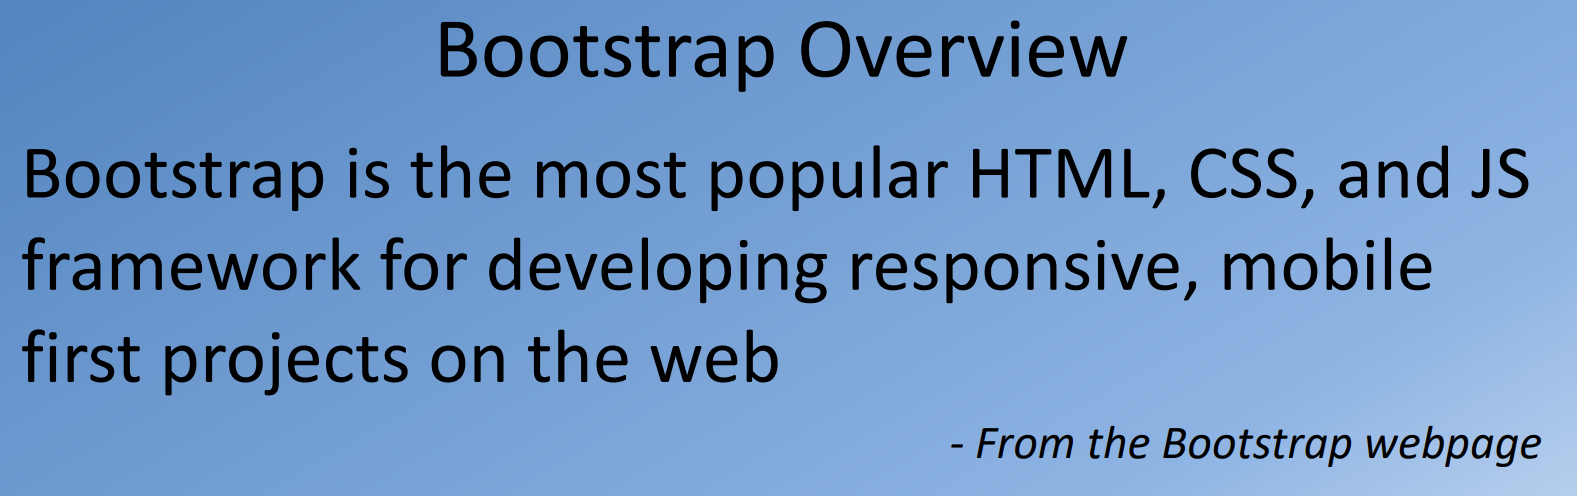 Bootstrap Overview
Bootstrap is the most popular HTML, CSS, and JS
framework for developing responsive, mobile
first projects on the web
- From the Bootstrap webpage